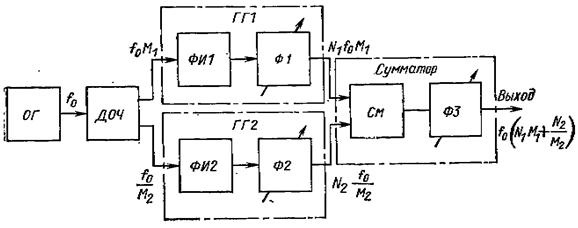 ГГ1
f₀M₁
ФИ1
Ф1
N₁f₀M₁
Сумматор
ОГ
f₀
ДОЧ
СМ
Ф3
Выход
f₀(N₁M₁+N₂/M₂)
ГГ2
f₀/M₂
ФИ2
Ф2
N₂ f₀/M₂